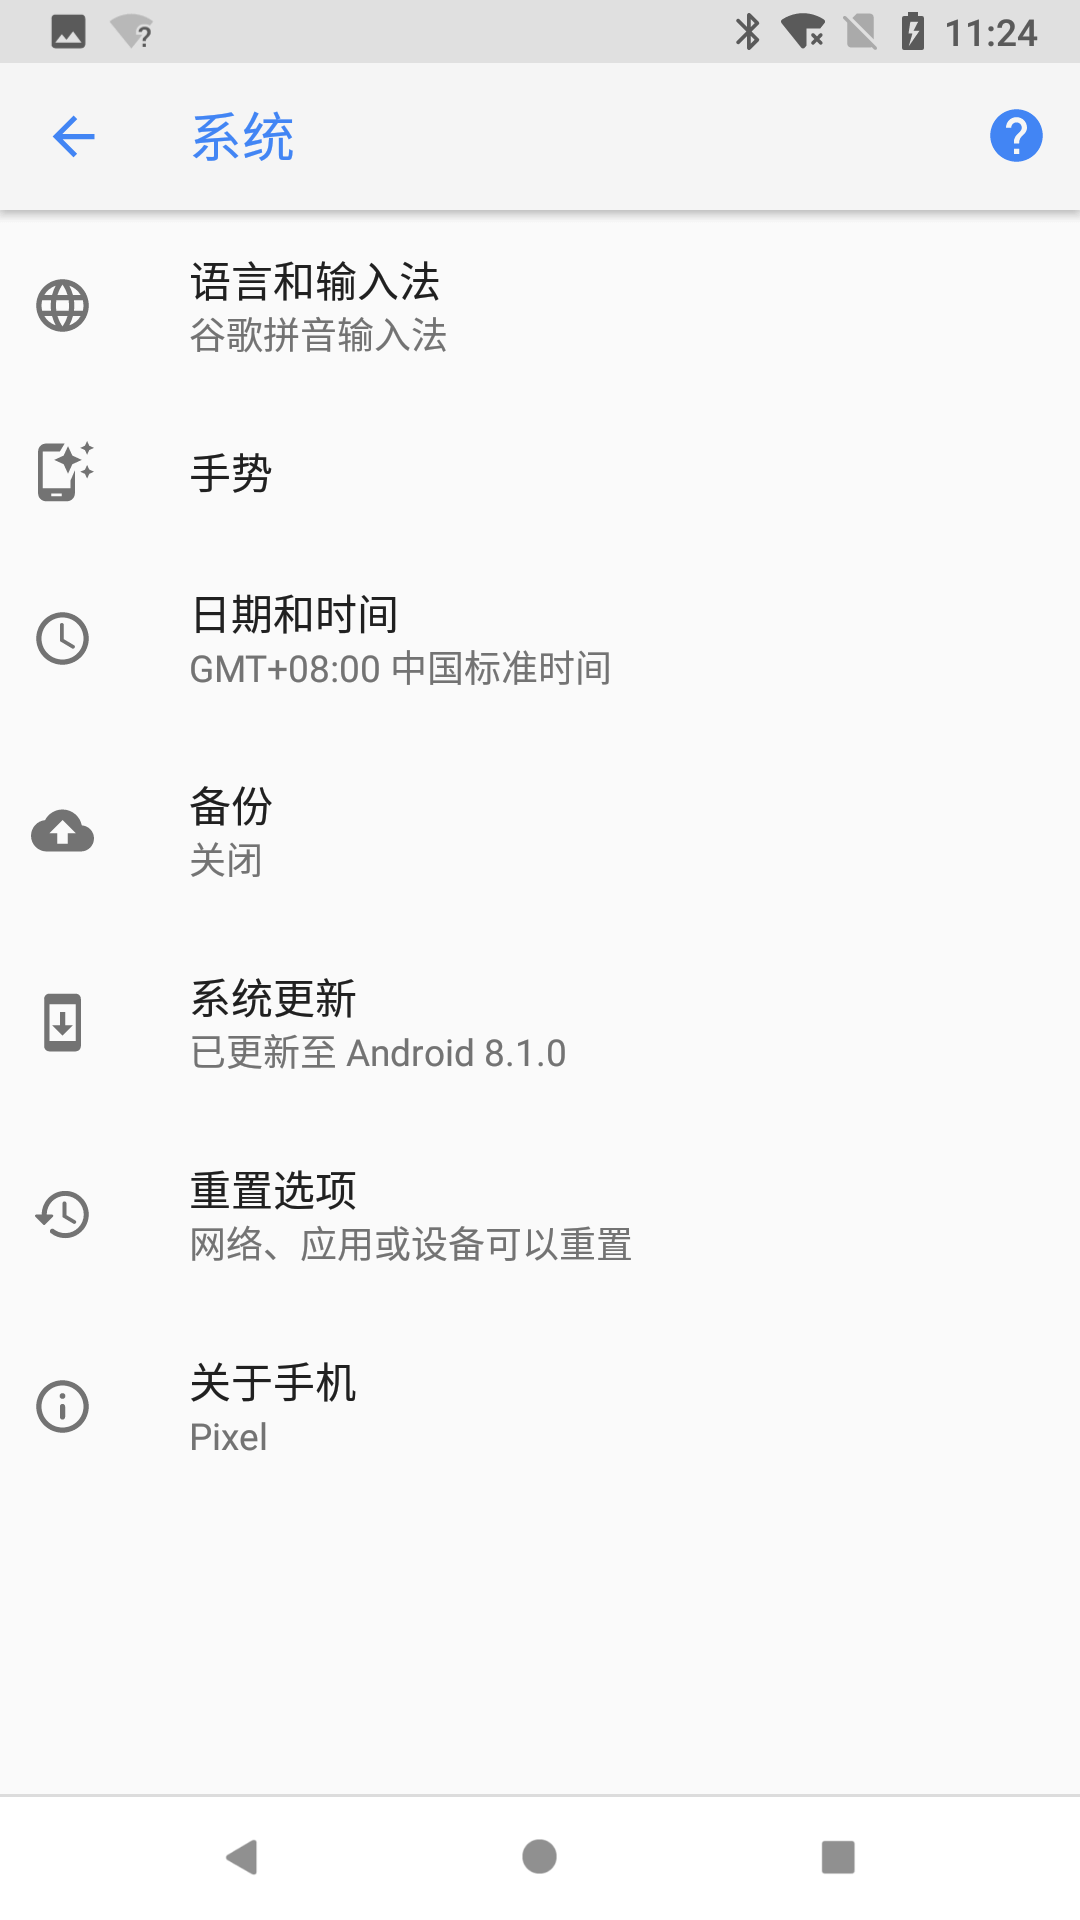 11:24
系统
语言和输入法
谷歌拼音输入法
手势
日期和时间
GMT+08:00 中国标准时间
备份
关闭
系统更新
已更新至 Android 8.1.0
重置选项
网络、应用或设备可以重置
关于手机
Pixel